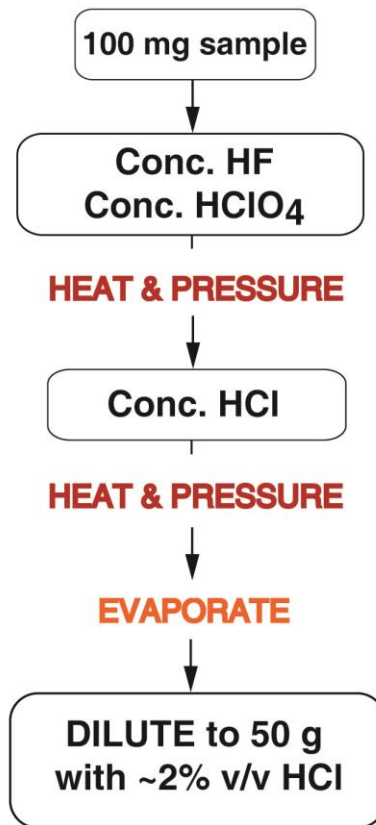 100 mg sample
Conc. HF
Conc. HClO4
HEAT & PRESSURE
Conc. HCl
HEAT & PRESSURE
EVAPORATE
DILUTE to 50 g
with ~2% v/v HCl